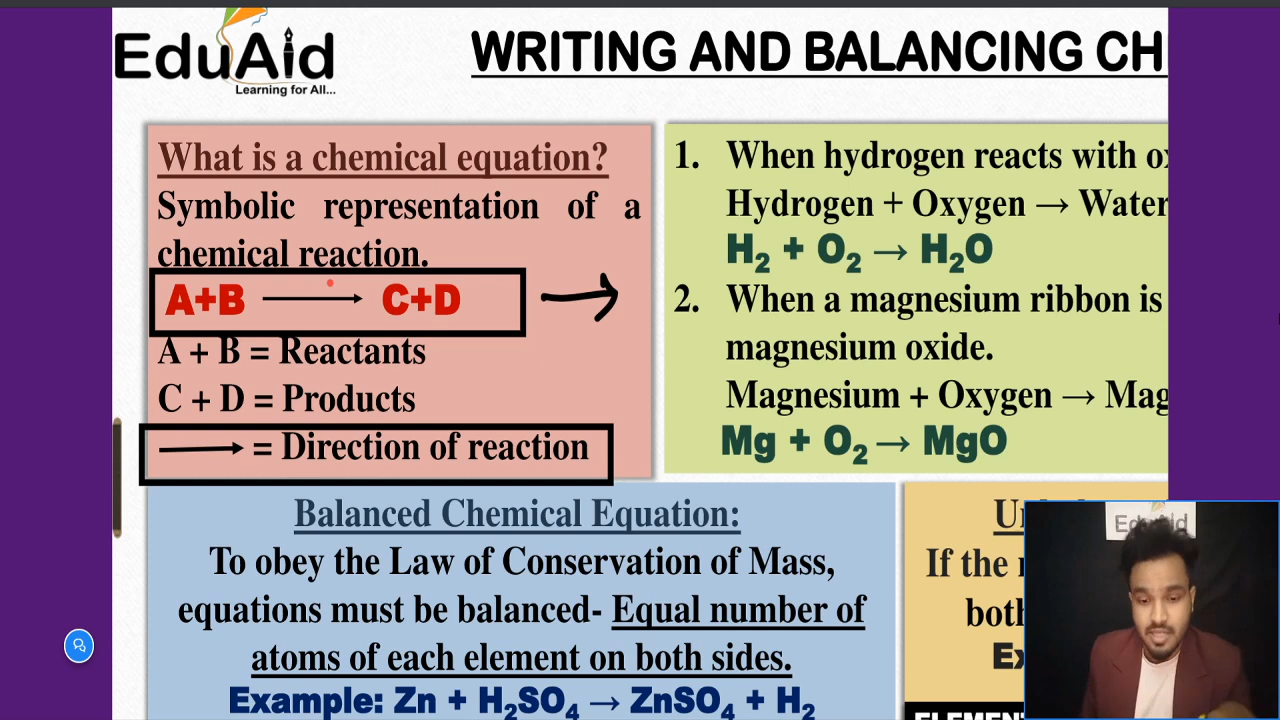 EduAid
Learning for All...
WRITING AND BALANCING CH
What is a chemical equation?
Symbolic representation of a
chemical reaction.
A+B ⟶ C+D
A + B = Reactants
C + D = Products
⟶ = Direction of reaction
1. When hydrogen reacts with ox
Hydrogen + Oxygen → Water
H₂ + O₂ → H₂O
2. When a magnesium ribbon is
magnesium oxide.
Magnesium + Oxygen → Mag
Mg + O₂ → MgO
Balanced Chemical Equation:
To obey the Law of Conservation of Mass,
equations must be balanced- Equal number of
atoms of each element on both sides.
Example: Zn + H₂SO₄ → ZnSO₄ + H₂
If the
both
Ex
ELEMEN
EduAid